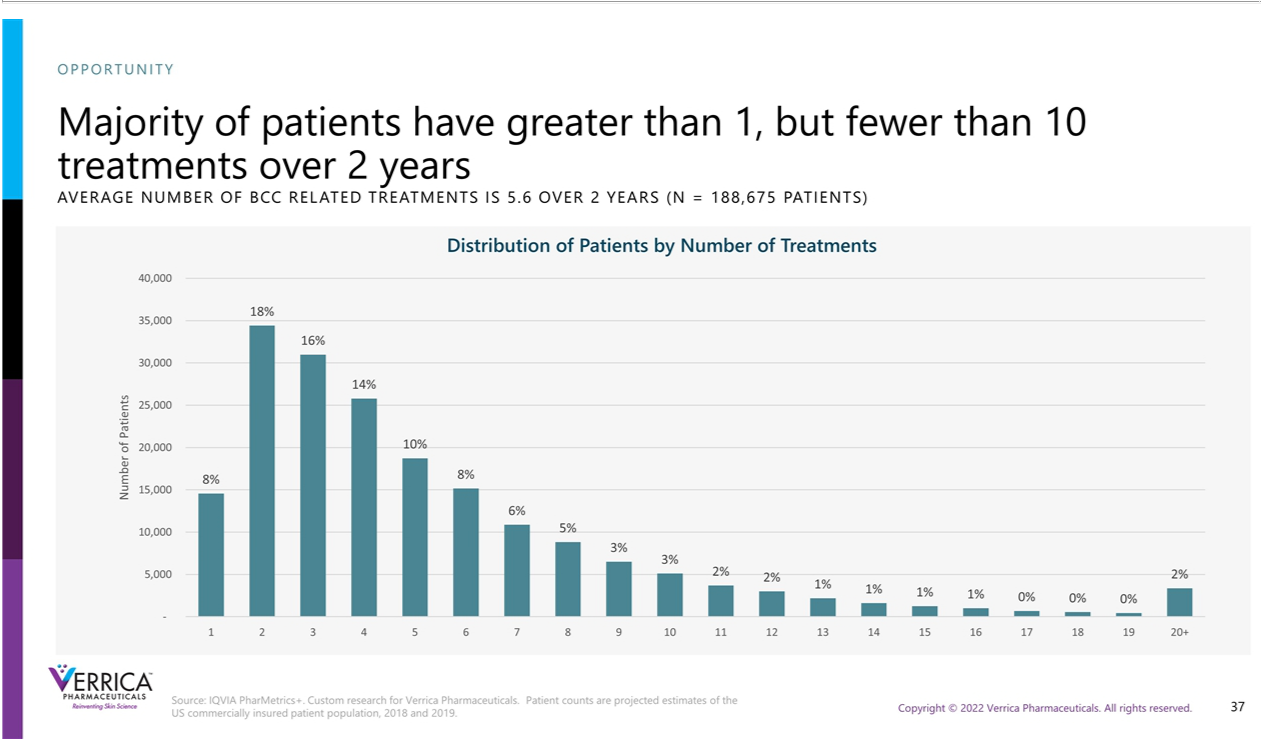 OPPORTUNITY
Majority of patients have greater than 1, but fewer than 10
treatments over 2 years
AVERAGE NUMBER OF BCC RELATED TREATMENTS IS 5.6 OVER 2 YEARS (N = 188,675 PATIENTS)
Distribution of Patients by Number of Treatments
Number of Patients
40,000
35,000
30,000
25,000
20,000
15,000
10,000
5,000
-
8%
18%
16%
14%
10%
8%
6%
5%
3%
3%
2%
2%
1%
1%
1%
1%
0%
0%
0%
2%
1 2 3 4 5 6 7 8 9 10 11 12 13 14 15 16 17 18 19 20+
VERRICA™
PHARMACEUTICALS
Reinventing Skin Science
Source: IQVIA PharMetrics+. Custom research for Verrica Pharmaceuticals. Patient counts are projected estimates of the
US commercially insured patient population, 2018 and 2019.
Copyright © 2022 Verrica Pharmaceuticals. All rights reserved.
37